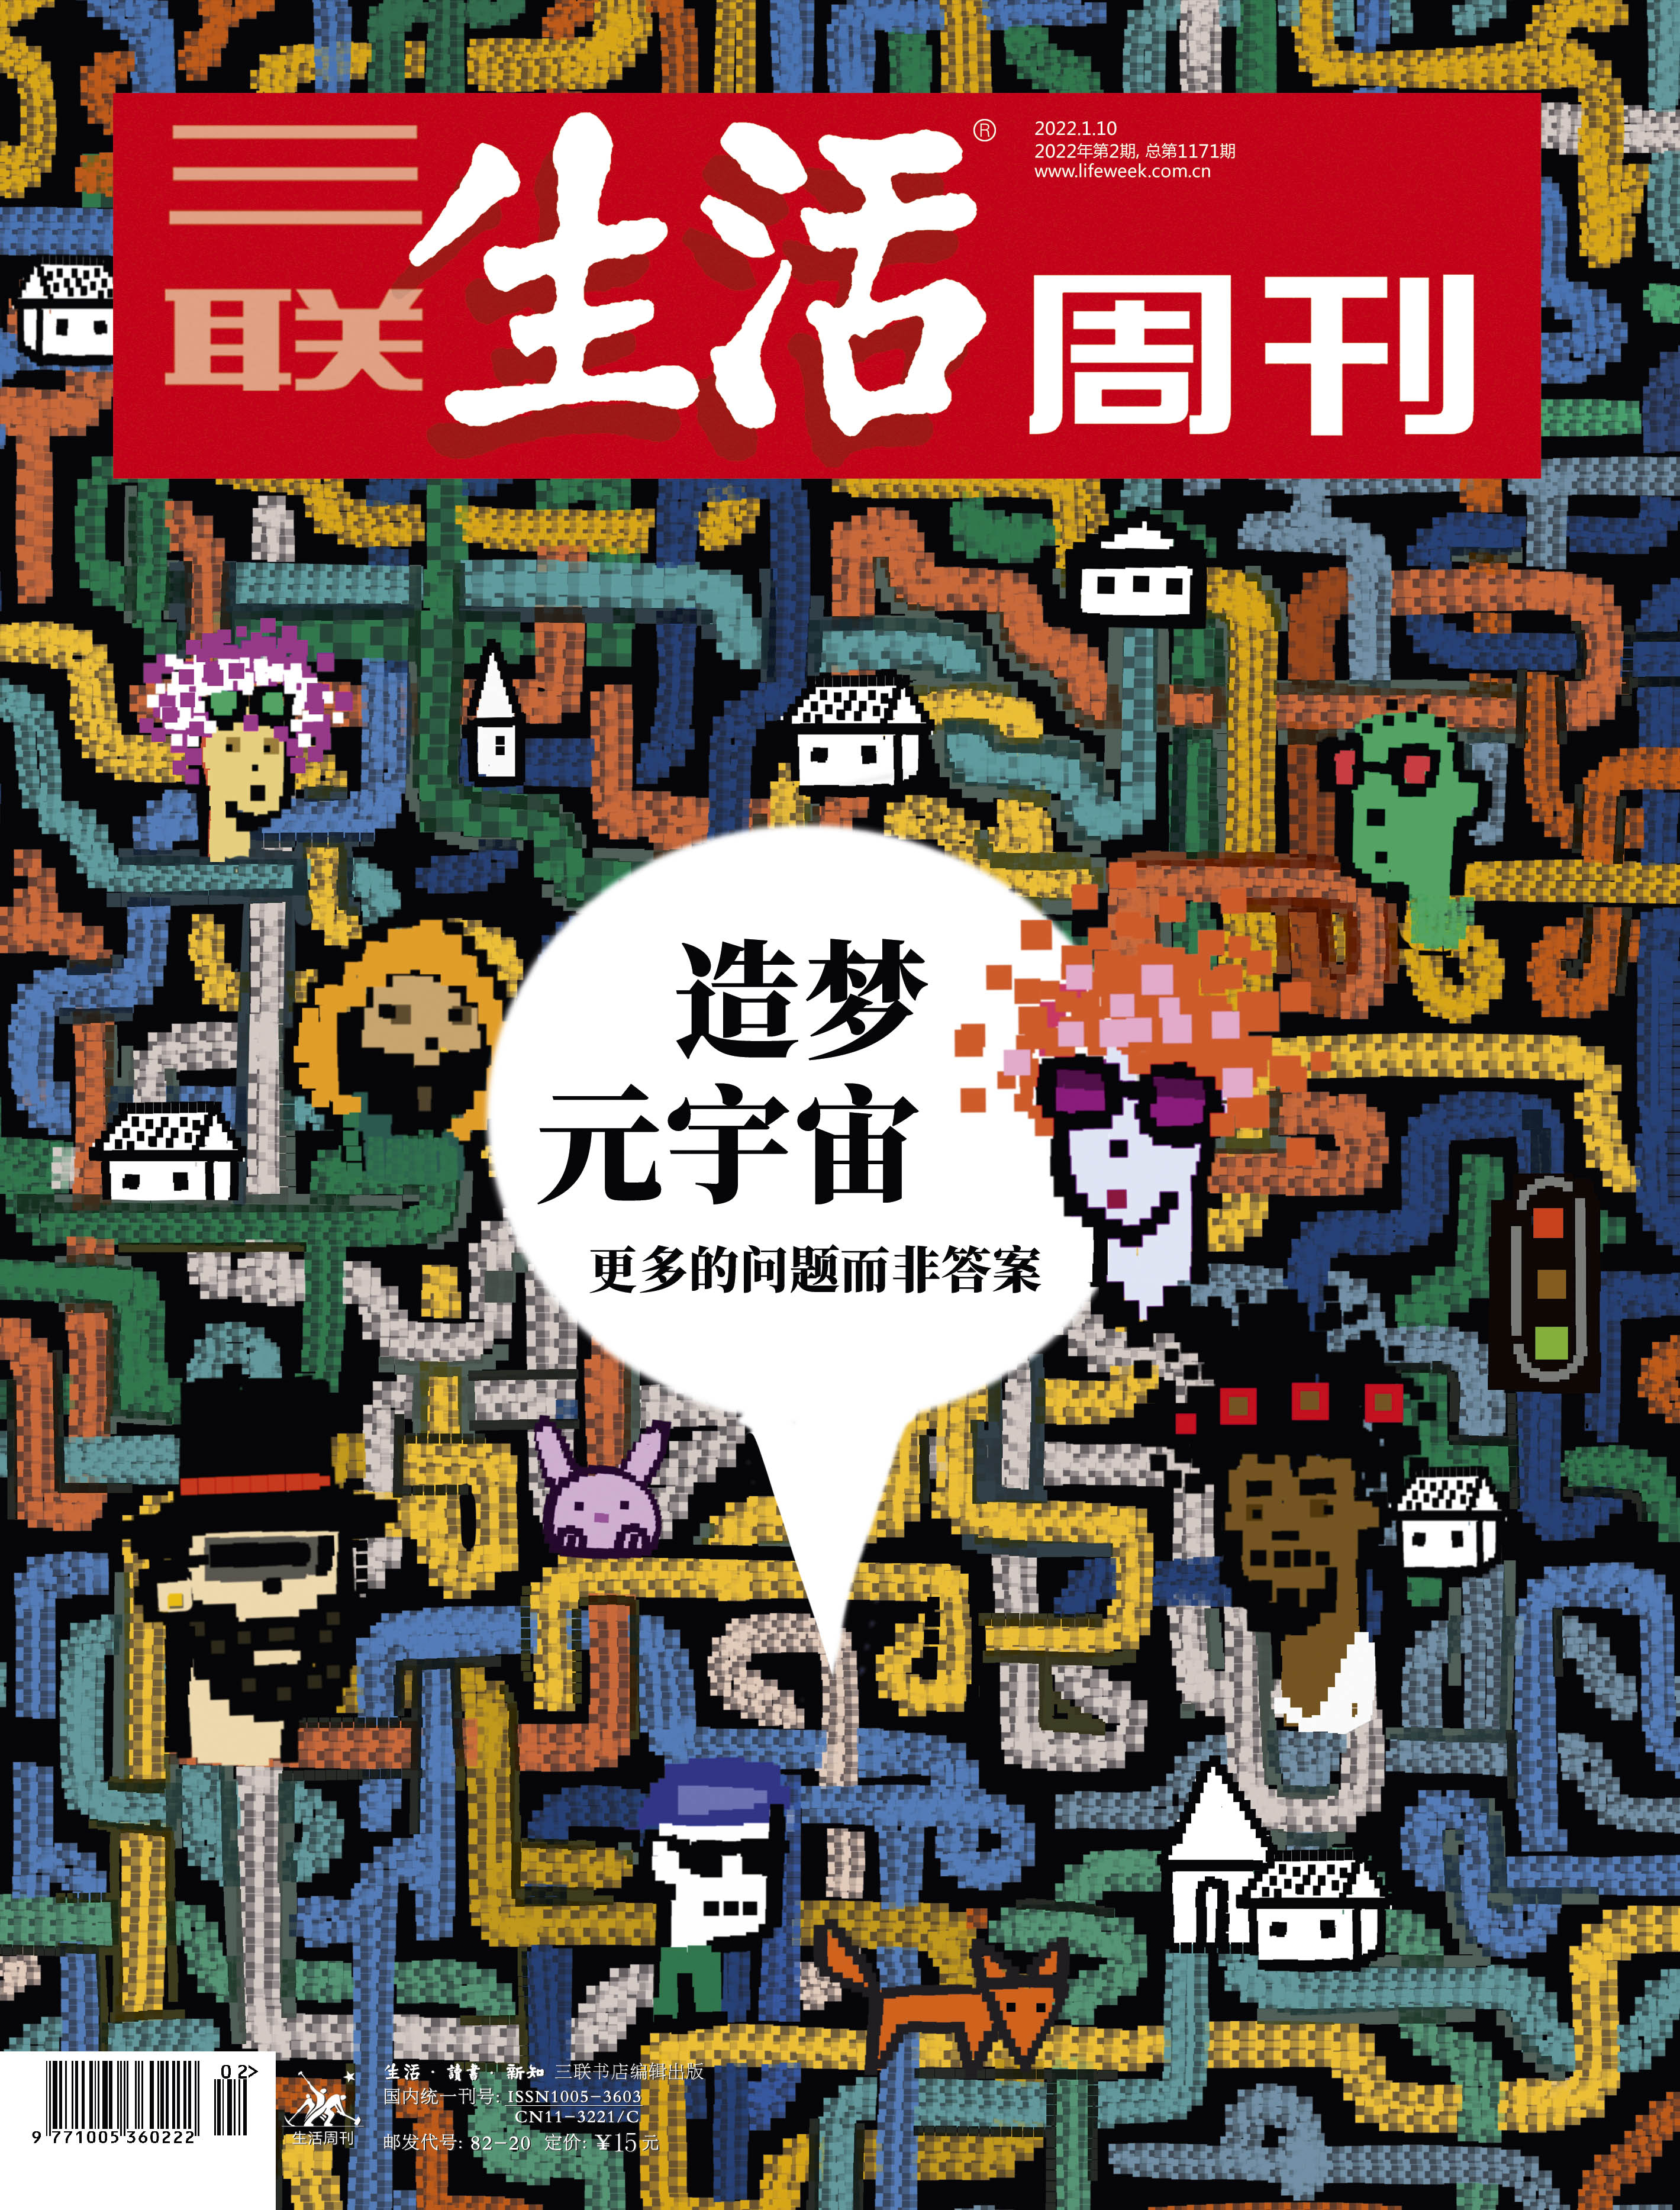 三联生活周刊®
2022.1.10
2022年第2期, 总第1171期
www.lifeweek.com.cn
造梦
元宇宙
更多的问题而非答案
02>
9 771005 360222
生活周刊
生活·讀書·新知 三联书店编辑出版
国内统一刊号: ISSN1005-3603
CN11-3221/C
邮发代号: 82-20 定价: ¥15元